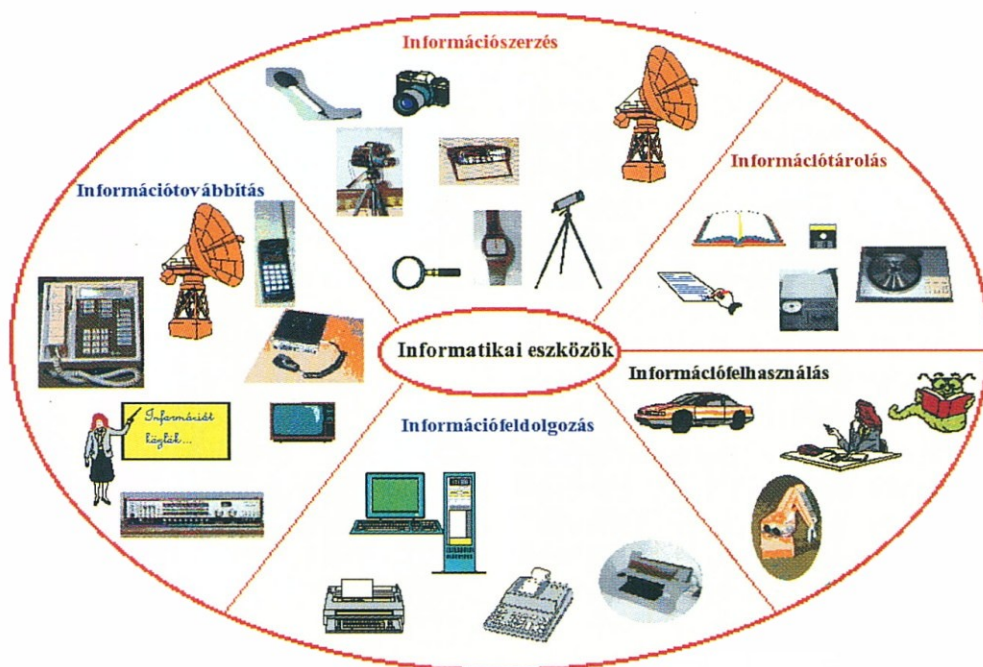 Információszerzés
Információtárolás
Információtovábbítás
Informatikai eszközök
Információfelhasználás
Információfeldolgozás
Információt
közlök...